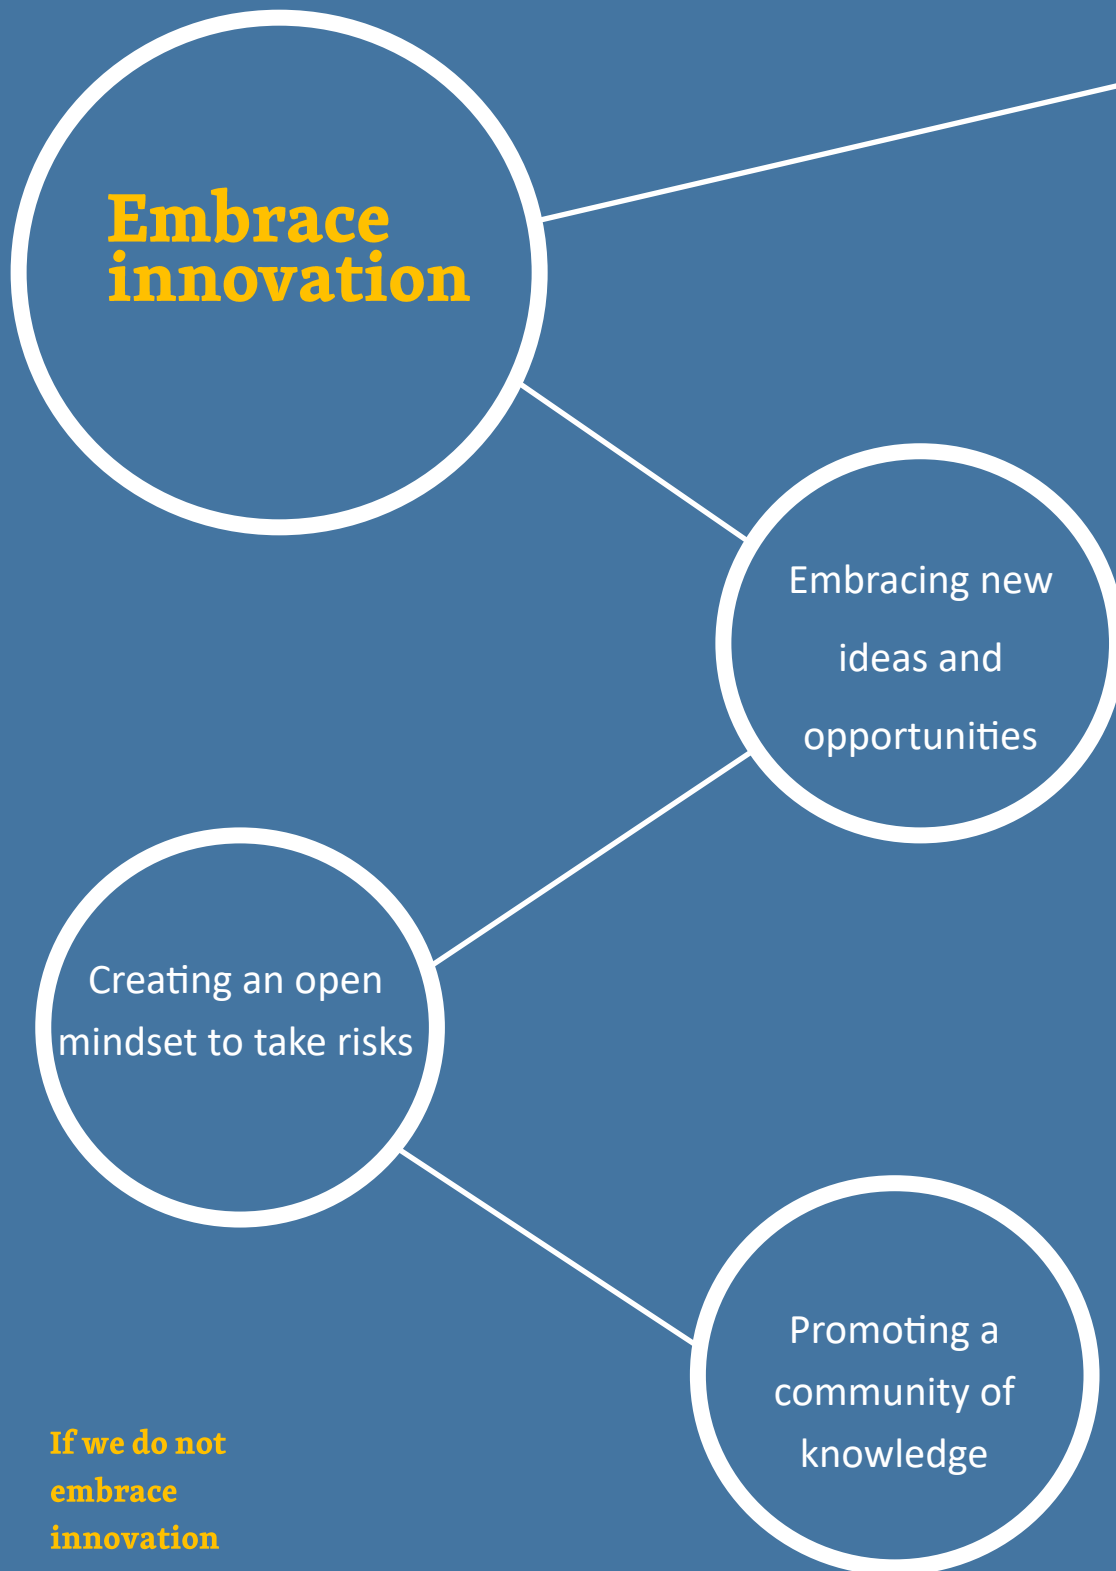 Embrace
innovation
Embracing new
ideas and
opportunities
Creating an open
mindset to take risks
Promoting a
community of
knowledge
If we do not
embrace
innovation